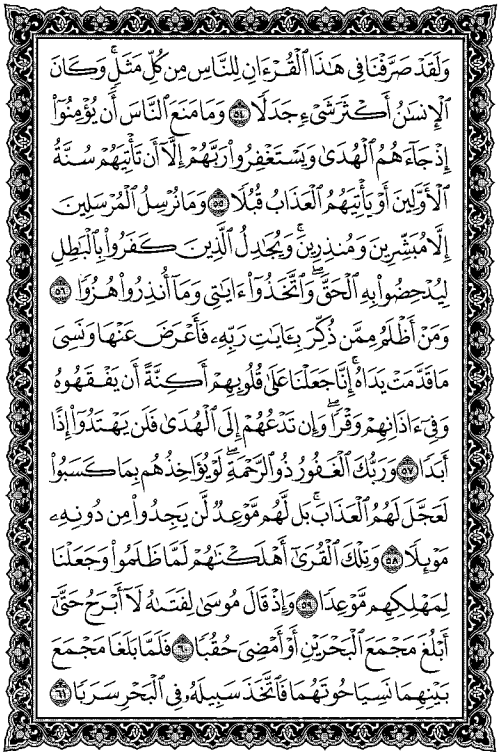 وَلَقَدْ صَرَّفْنَا فِي هَٰذَا ٱلْقُرْءَانِ لِلنَّاسِ مِن كُلِّ مَثَلٍۚ وَكَانَ
ٱلْإِنسَٰنُ أَكْثَرَ شَيْءٍ جَدَلًا ٥٤ وَمَا مَنَعَ ٱلنَّاسَ أَن يُؤْمِنُوٓاْ
إِذْ جَآءَهُمُ ٱلْهُدَىٰ وَيَسْتَغْفِرُواْ رَبَّهُمْ إِلَّآ أَن تَأْتِيَهُمْ سُنَّةُ
ٱلْأَوَّلِينَ أَوْ يَأْتِيَهُمُ ٱلْعَذَابُ قُبُلًا ٥٥ وَمَا نُرْسِلُ ٱلْمُرْسَلِينَ
إِلَّا مُبَشِّرِينَ وَمُنذِرِينَۚ وَيُجَٰدِلُ ٱلَّذِينَ كَفَرُواْ بِٱلْبَٰطِلِ
لِيُدْحِضُواْ بِهِ ٱلْحَقَّۖ وَٱتَّخَذُوٓاْ ءَايَٰتِي وَمَآ أُنذِرُواْ هُزُوًا ٥٦
وَمَنْ أَظْلَمُ مِمَّن ذُكِّرَ بِـَٔايَٰتِ رَبِّهِۦ فَأَعْرَضَ عَنْهَا وَنَسِيَ
مَا قَدَّمَتْ يَدَاهُۚ إِنَّا جَعَلْنَا عَلَىٰ قُلُوبِهِمْ أَكِنَّةً أَن يَفْقَهُوهُ
وَفِيٓ ءَاذَانِهِمْ وَقْرًاۖ وَإِن تَدْعُهُمْ إِلَى ٱلْهُدَىٰ فَلَن يَهْتَدُوٓاْ إِذًا
أَبَدًا ٥٧ وَرَبُّكَ ٱلْغَفُورُ ذُو ٱلرَّحْمَةِۖ لَوْ يُؤَاخِذُهُم بِمَا كَسَبُواْ
لَعَجَّلَ لَهُمُ ٱلْعَذَابَۚ بَل لَّهُم مَّوْعِدٌ لَّن يَجِدُواْ مِن دُونِهِۦ
مَوْئِلًا ٥٨ وَتِلْكَ ٱلْقُرَىٰٓ أَهْلَكْنَٰهُمْ لَمَّا ظَلَمُواْ وَجَعَلْنَا
لِمَهْلِكِهِم مَّوْعِدًا ٥٩ وَإِذْ قَالَ مُوسَىٰ لِفَتَىٰهُ لَآ أَبْرَحُ حَتَّىٰٓ
أَبْلُغَ مَجْمَعَ ٱلْبَحْرَيْنِ أَوْ أَمْضِيَ حُقُبًا ٦٠ فَلَمَّا بَلَغَا مَجْمَعَ
بَيْنِهِمَا نَسِيَا حُوتَهُمَا فَٱتَّخَذَ سَبِيلَهُۥ فِي ٱلْبَحْرِ سَرَبًا ٦١